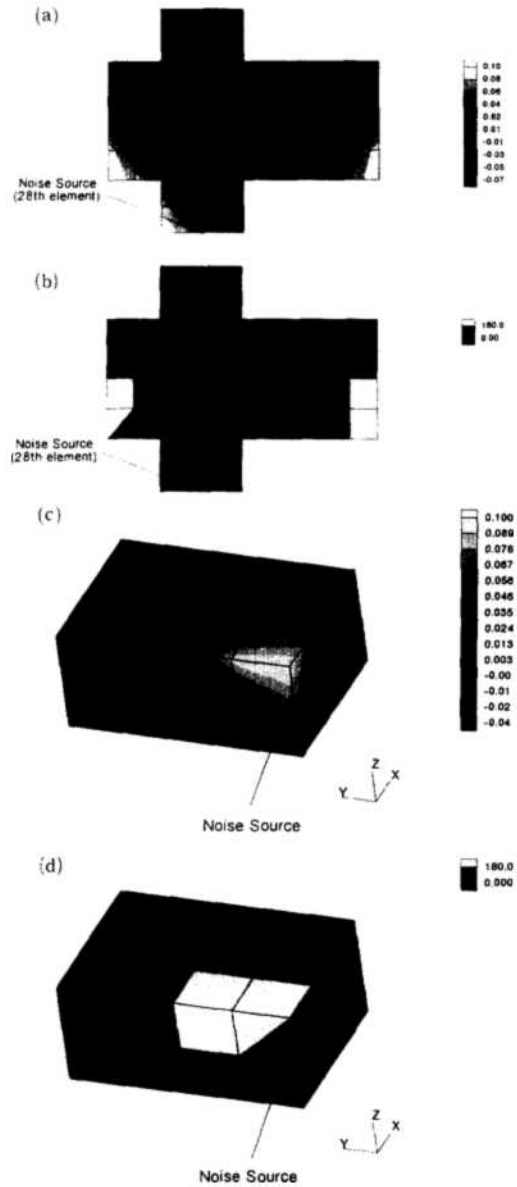 (a)
0.10
0.08
0.06
0.04
0.02
0.01
-0.01
-0.03
-0.05
-0.07
Noise Source
(28th element)
(b)
180.0
0.00
Noise Source
(28th element)
(c)
0.100
0.089
0.078
0.067
0.056
0.046
0.035
0.024
0.013
0.003
-0.00
-0.01
-0.02
-0.04
Z
X
Y
Noise Source
(d)
180.0
0.000
Z
X
Y
Noise Source